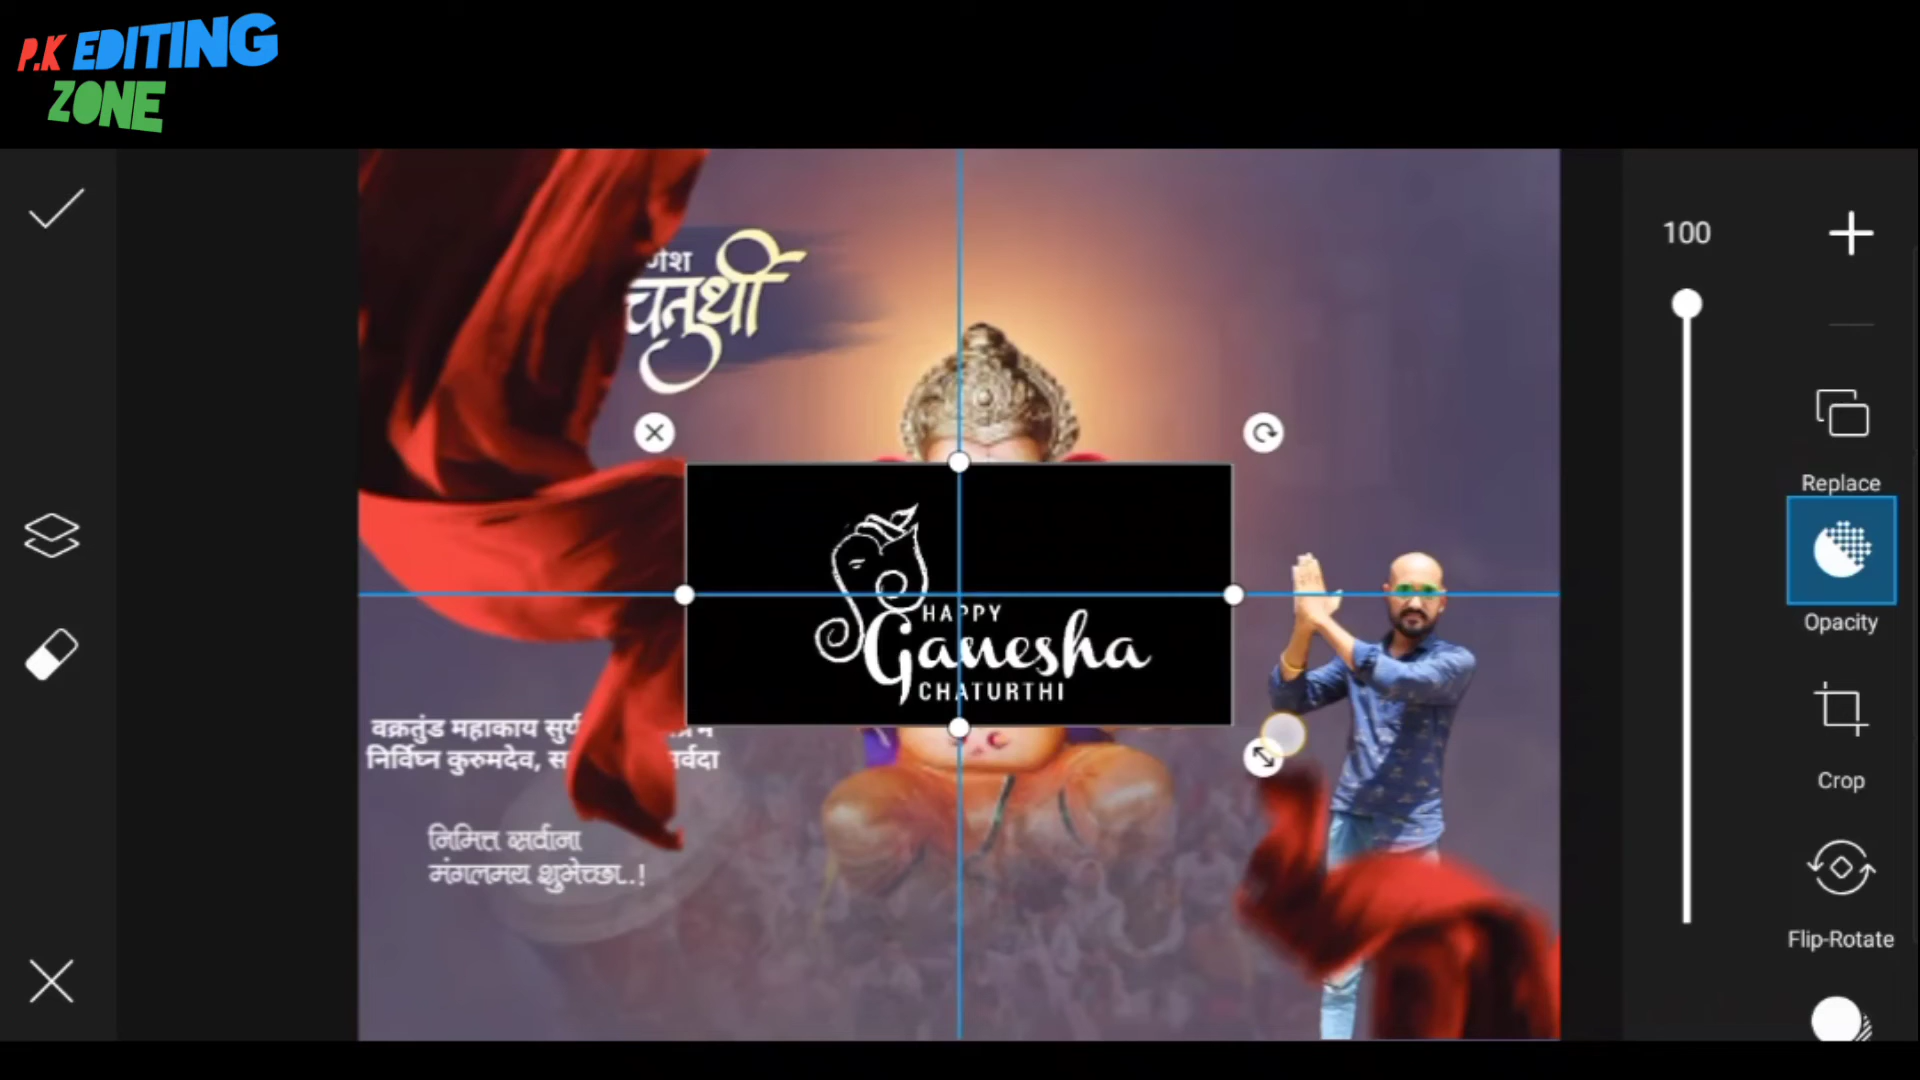 P.K EDITING
ZONE
100
चतुर्थी
Replace
Opacity
HAPPY
Ganesha
CHATURTHI
वक्रतुंड महाकाय
निर्विघ्न कुरुमदेव,
Crop
निमित्त सर्वाना
मंगलमय शुभेच्छा..!
Flip-Rotate